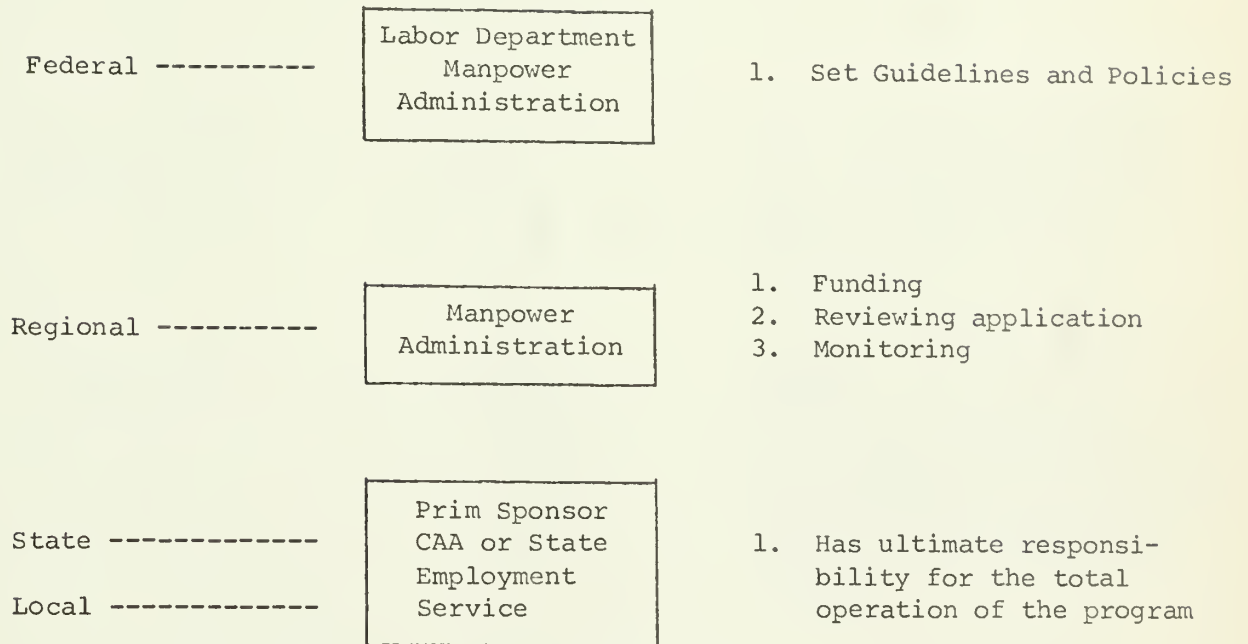 Federal ----------
Labor Department
Manpower
Administration
1. Set Guidelines and Policies
Regional ----------
Manpower
Administration
1. Funding
2. Reviewing application
3. Monitoring
State -------------
Local -------------
Prim Sponsor
CAA or State
Employment
Service
1. Has ultimate responsi-
bility for the total
operation of the program